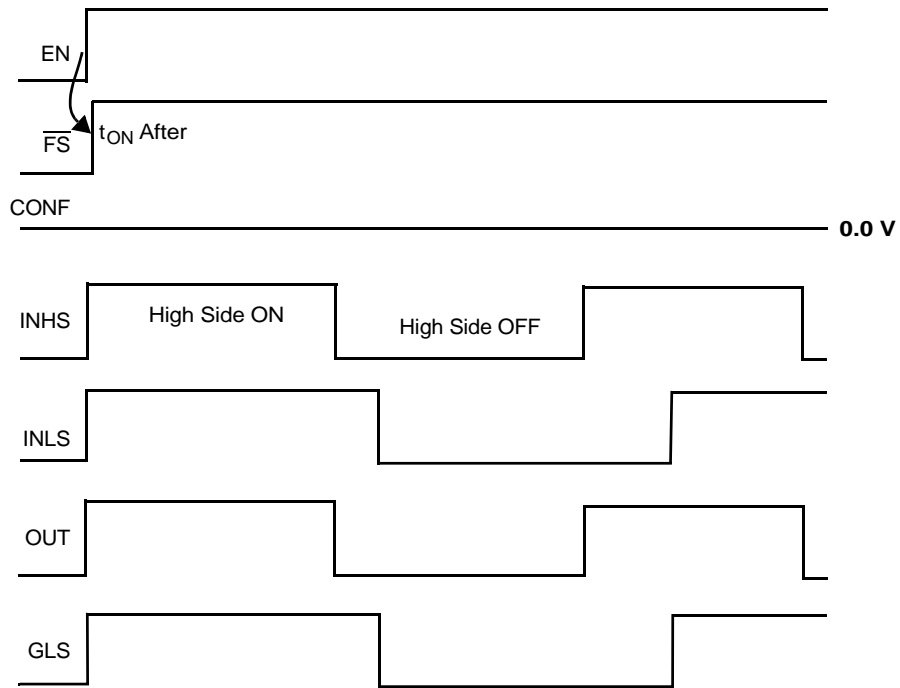 EN
FS
tON After
CONF
0.0 V
INHS
High Side ON
High Side OFF
INLS
OUT
GLS